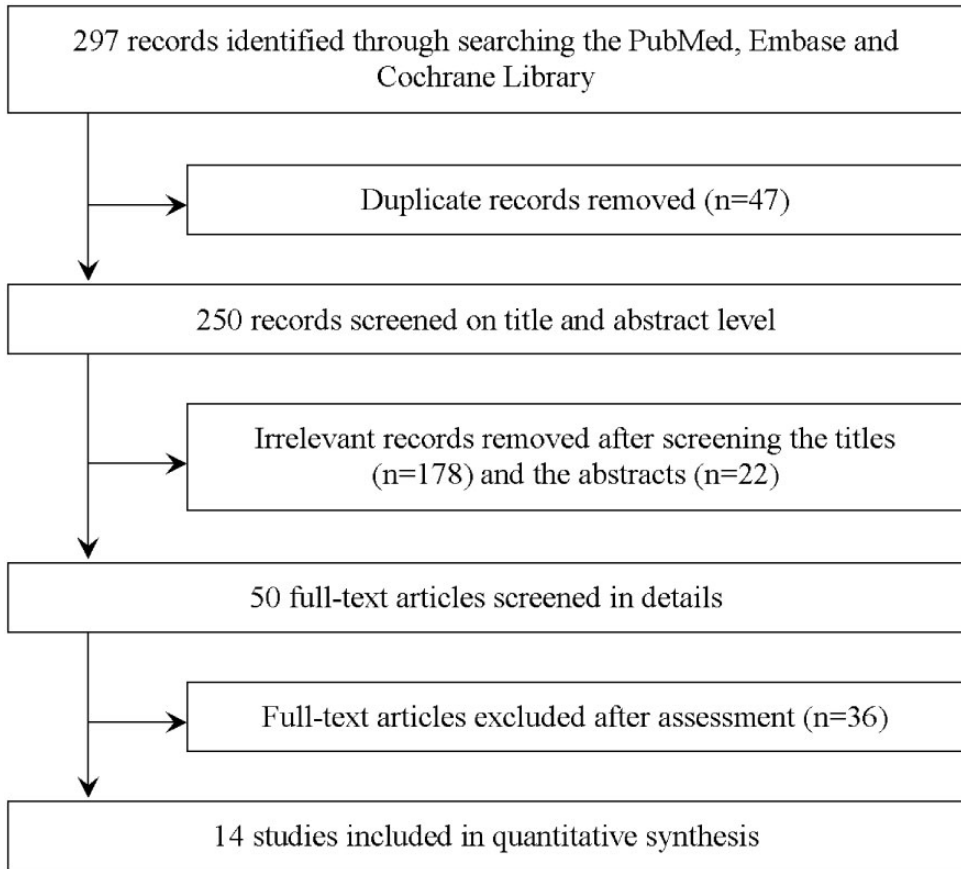 297 records identified through searching the PubMed, Embase and
Cochrane Library
Duplicate records removed (n=47)
250 records screened on title and abstract level
Irrelevant records removed after screening the titles
(n=178) and the abstracts (n=22)
50 full-text articles screened in details
Full-text articles excluded after assessment (n=36)
14 studies included in quantitative synthesis